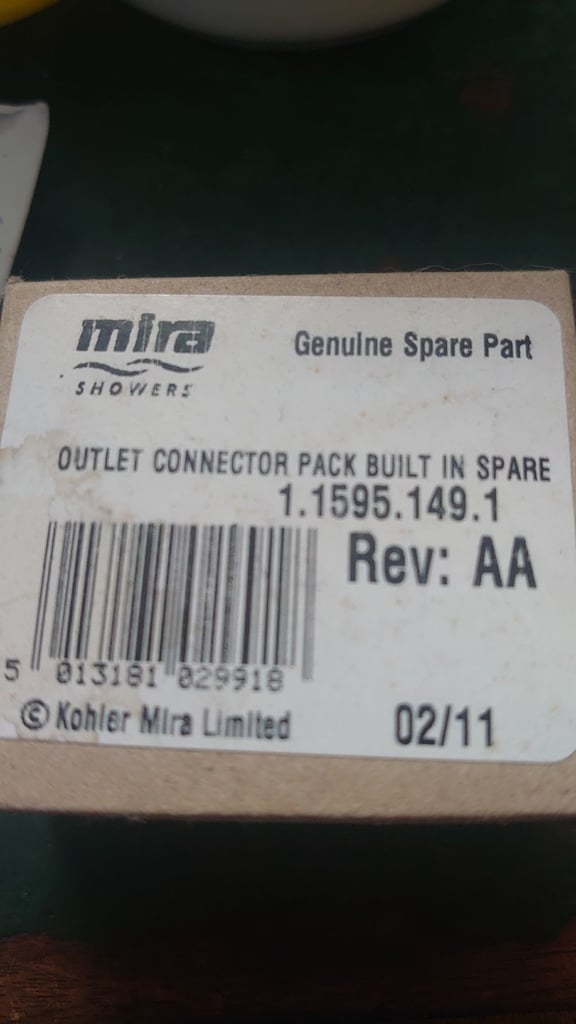 mira
SHOWERS
Genuine Spare Part
OUTLET CONNECTOR PACK BUILT IN SPARE
1.1595.149.1
Rev: AA
5 013181 029918
© Kohler Mira Limited
02/11